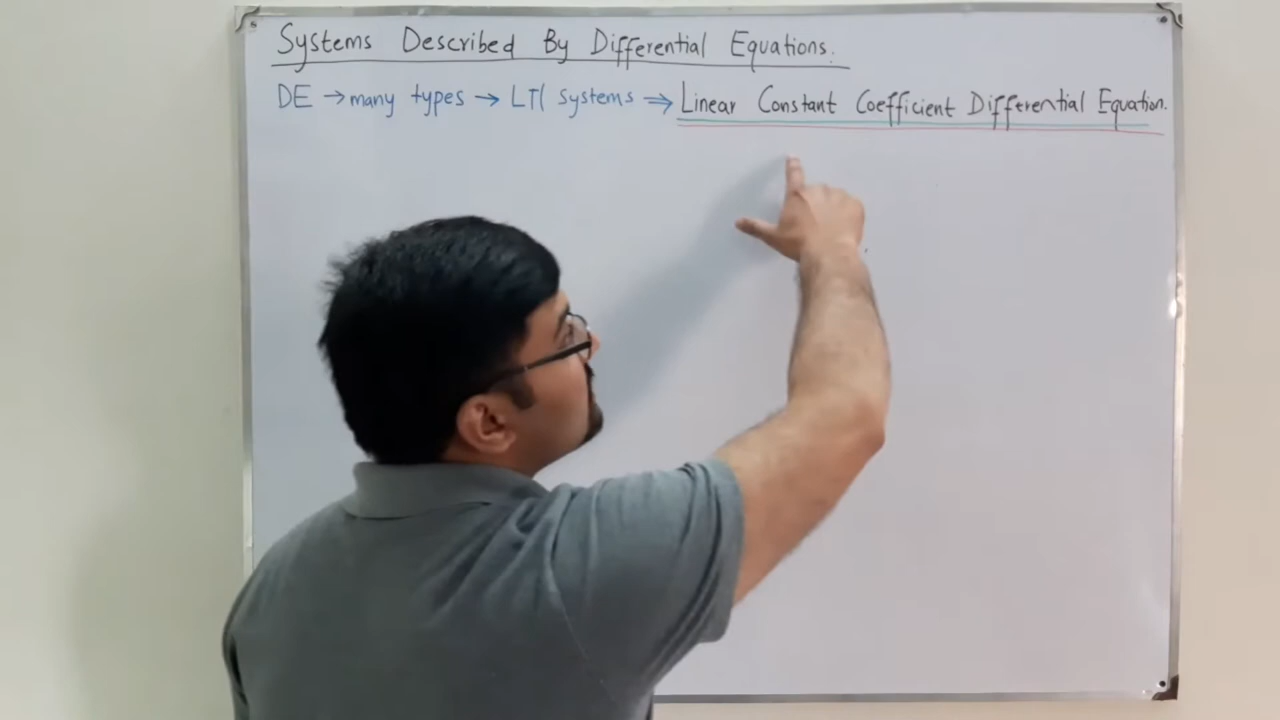 Systems Described By Differential Equations.
DE → many types → LTI systems ⇒ Linear Constant Coefficient Differential Equation.